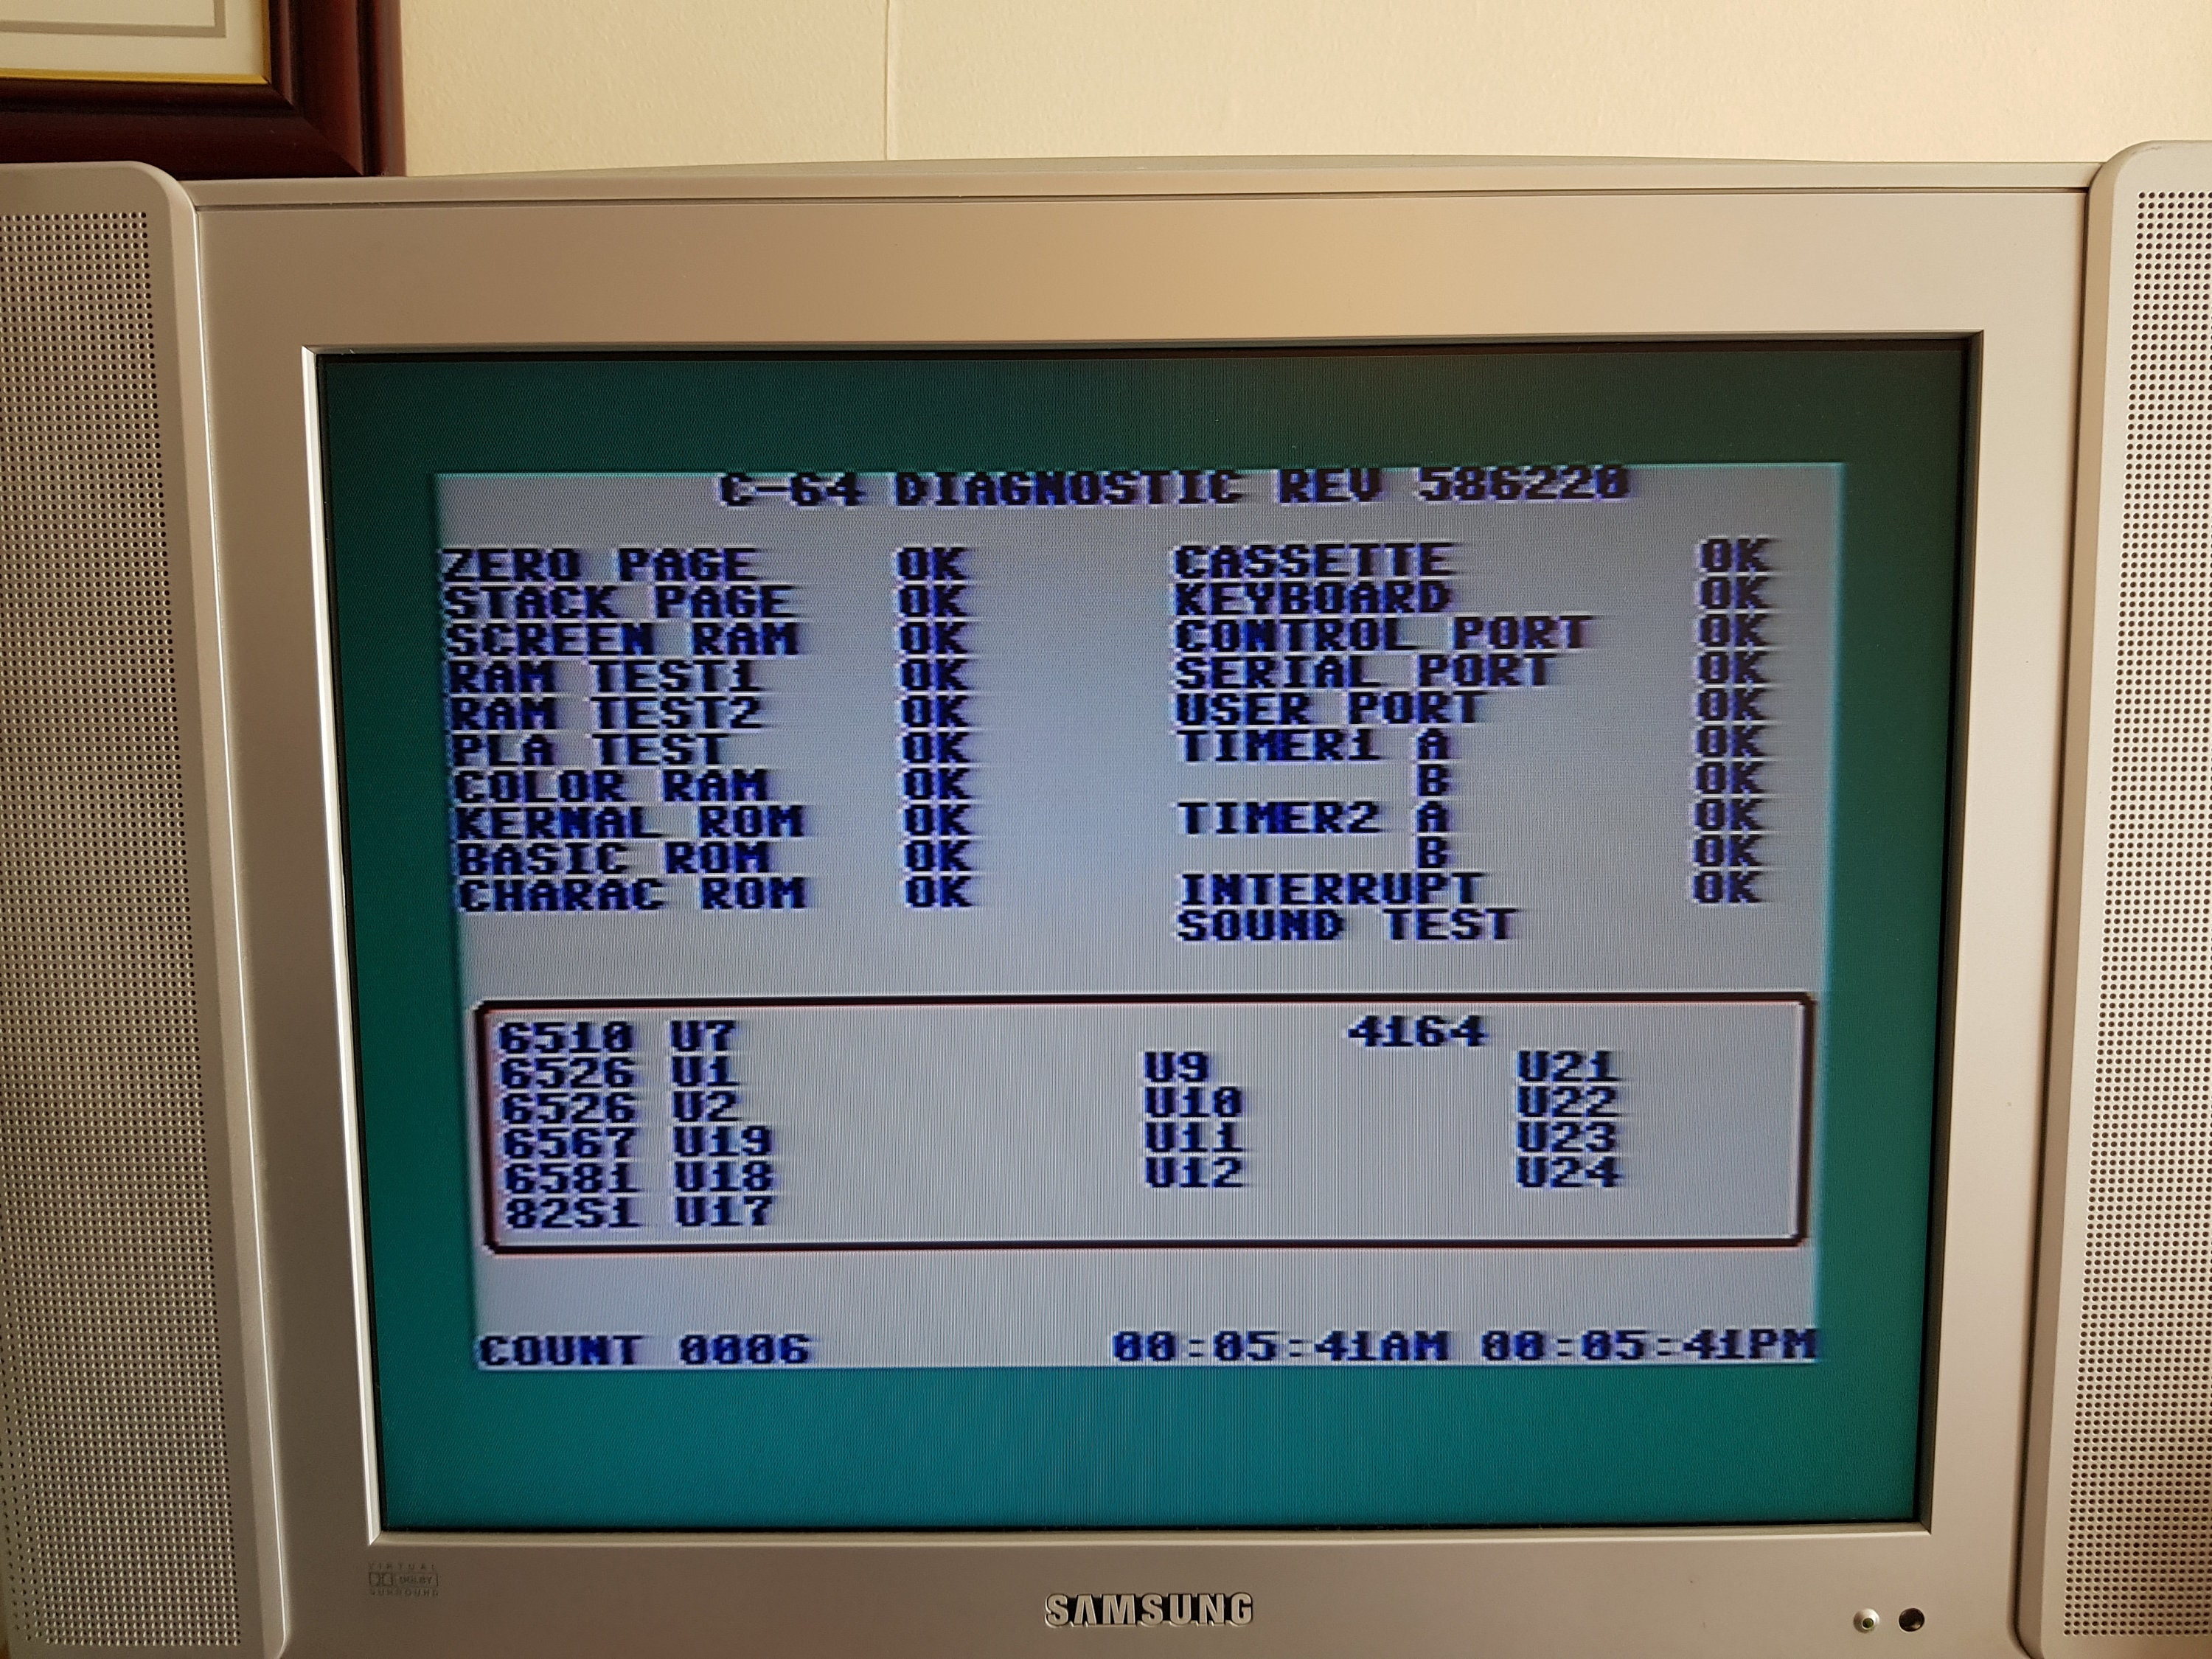 C-64 DIAGNOSTIC REV 586220
ZERO PAGE OK CASSETTE OK
STACK PAGE OK KEYBOARD OK
SCREEN RAM OK CONTROL PORT OK
RAM TEST1 OK SERIAL PORT OK
RAM TEST2 OK USER PORT OK
PLA TEST OK TIMER1 A OK
COLOR RAM OK B OK
KERNAL ROM OK TIMER2 A OK
BASIC ROM OK B OK
CHARAC ROM OK INTERRUPT OK
SOUND TEST
6510 U7 4164
6526 U1 U9 U21
6526 U2 U10 U22
6567 U19 U11 U23
6581 U18 U12 U24
82S1 U17
COUNT 0006 00:05:41AM 00:05:41PM
VIRTUAL
DOLBY
SURROUND
SAMSUNG